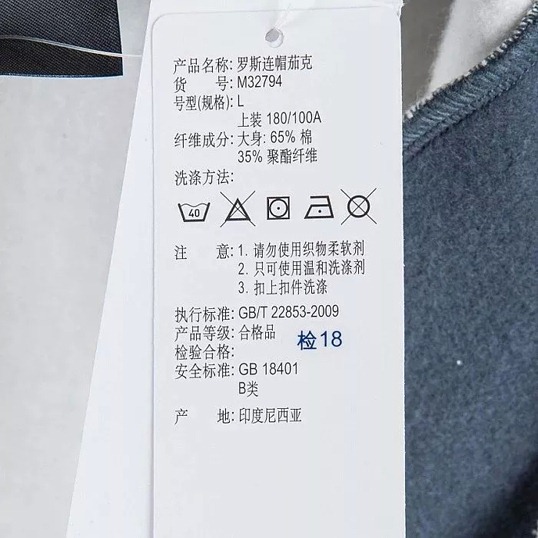 产品名称: 罗斯连帽茄克
货 号: M32794
号型(规格): L
上装 180/100A
纤维成分: 大身: 65% 棉
35% 聚酯纤维
洗涤方法:
40
注 意: 1. 请勿使用织物柔软剂
2. 只可使用温和洗涤剂
3. 扣上扣件洗涤
执行标准: GB/T 22853-2009
产品等级: 合格品
检验合格: 检18
安全标准: GB 18401
B类
产 地: 印度尼西亚